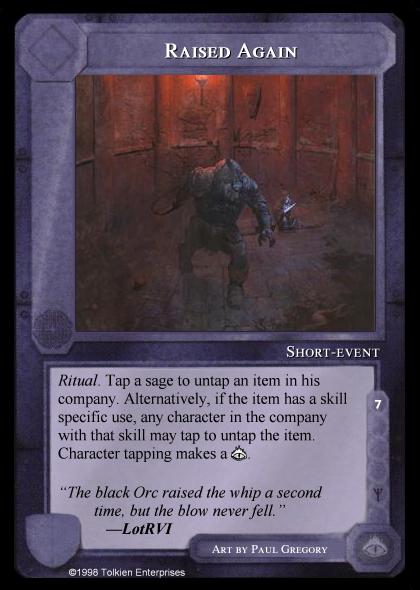 Raised Again
Short-event
Ritual. Tap a sage to untap an item in his
company. Alternatively, if the item has a skill
specific use, any character in the company
with that skill may tap to untap the item.
Character tapping makes a .
7
“The black Orc raised the whip a second
time, but the blow never fell.”
—LotRVI
Art by Paul Gregory
©1998 Tolkien Enterprises